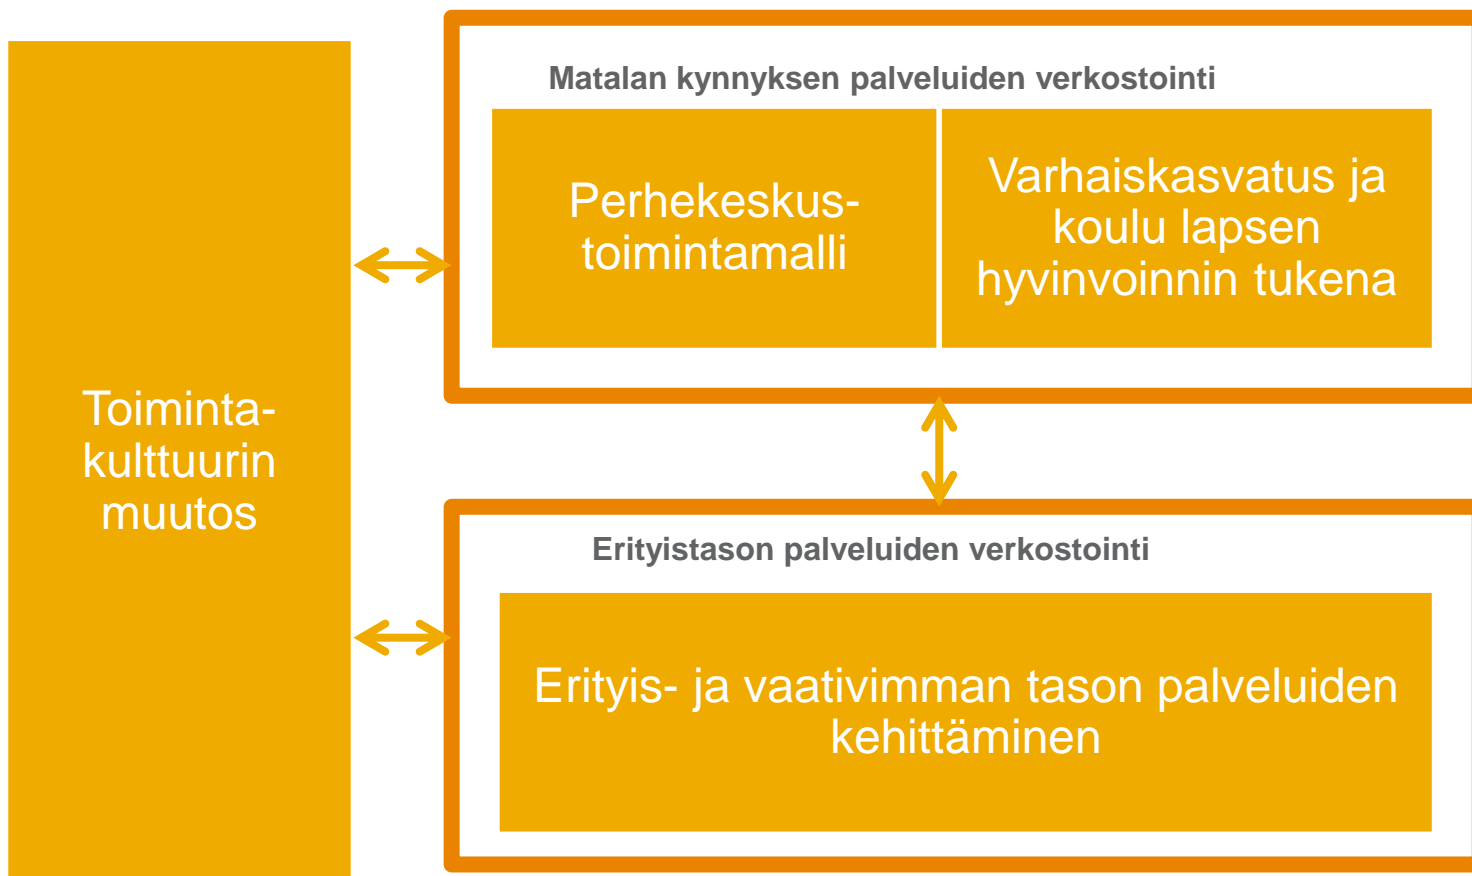 Toiminta-
kulttuurin
muutos
Matalan kynnyksen palveluiden verkostointi
Perhekeskus-
toimintamalli
Varhaiskasvatus ja
koulu lapsen
hyvinvoinnin tukena
Erityistason palveluiden verkostointi
Erityis- ja vaativimman tason palveluiden
kehittäminen